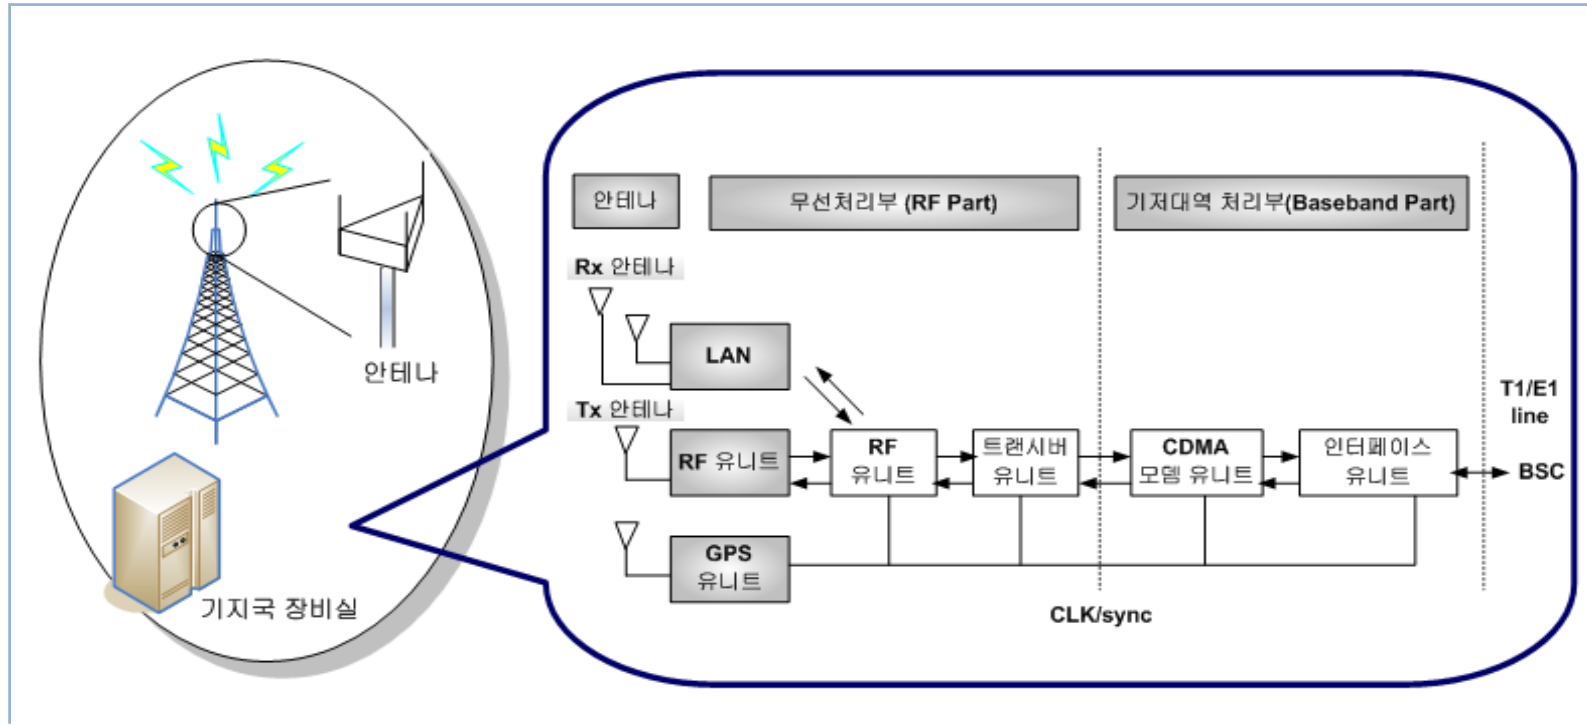 안테나
기지국 장비실
안테나
무선처리부 (RF Part)
기저대역 처리부(Baseband Part)
Rx 안테나
LAN
Tx 안테나
RF 유니트
RF
유니트
트랜시버
유니트
CDMA
모뎀 유니트
인터페이스
유니트
T1/E1
line
BSC
GPS
유니트
CLK/sync